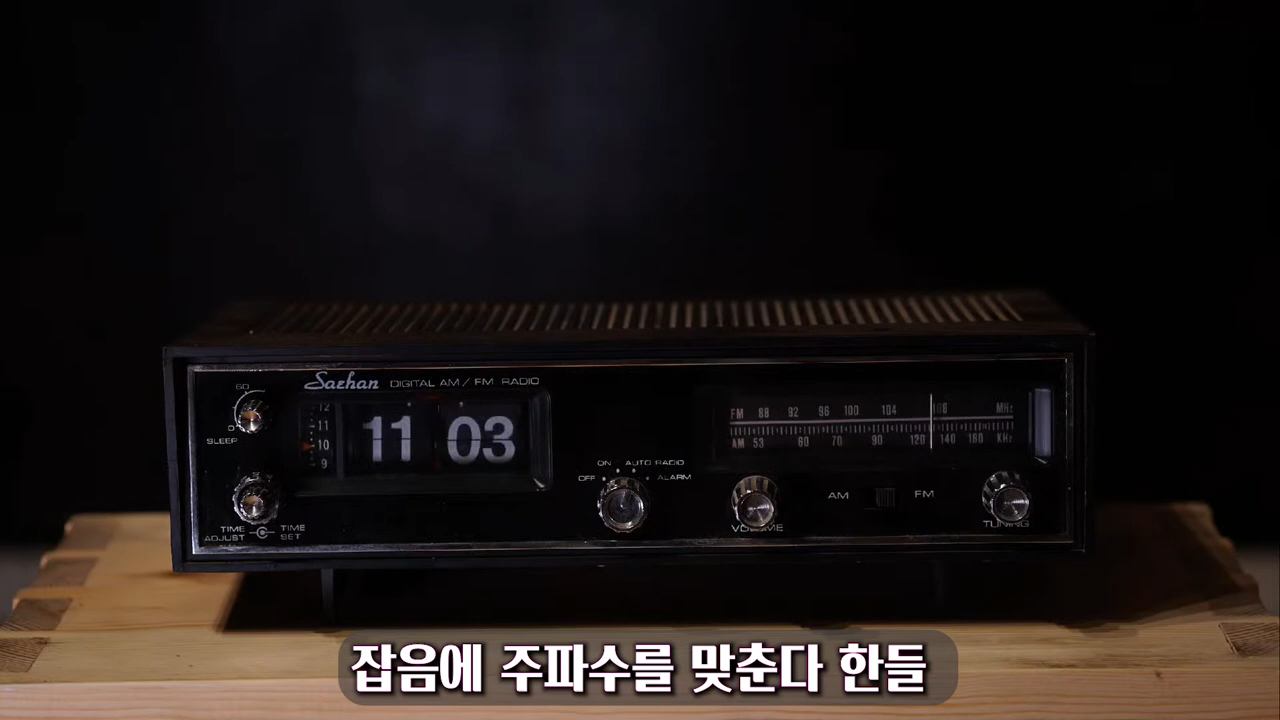 Saehan DIGITAL AM / FM RADIO
60
0
SLEEP
12
11
10
9
11 03
TIME ADJUST
TIME SET
ON
AUTO RADIO
OFF
ALARM
VOLUME
AM
FM
TUNING
FM 88 92 96 100 104 108 MHz
AM 53 60 70 90 120 140 160 KHz
잡음에 주파수를 맞춘다 한들